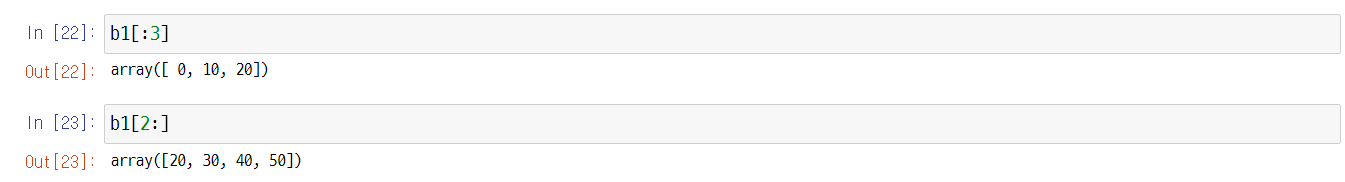 In [22]: b1[:3]
Out[22]: array([ 0, 10, 20])
In [23]: b1[2:]
Out[23]: array([20, 30, 40, 50])